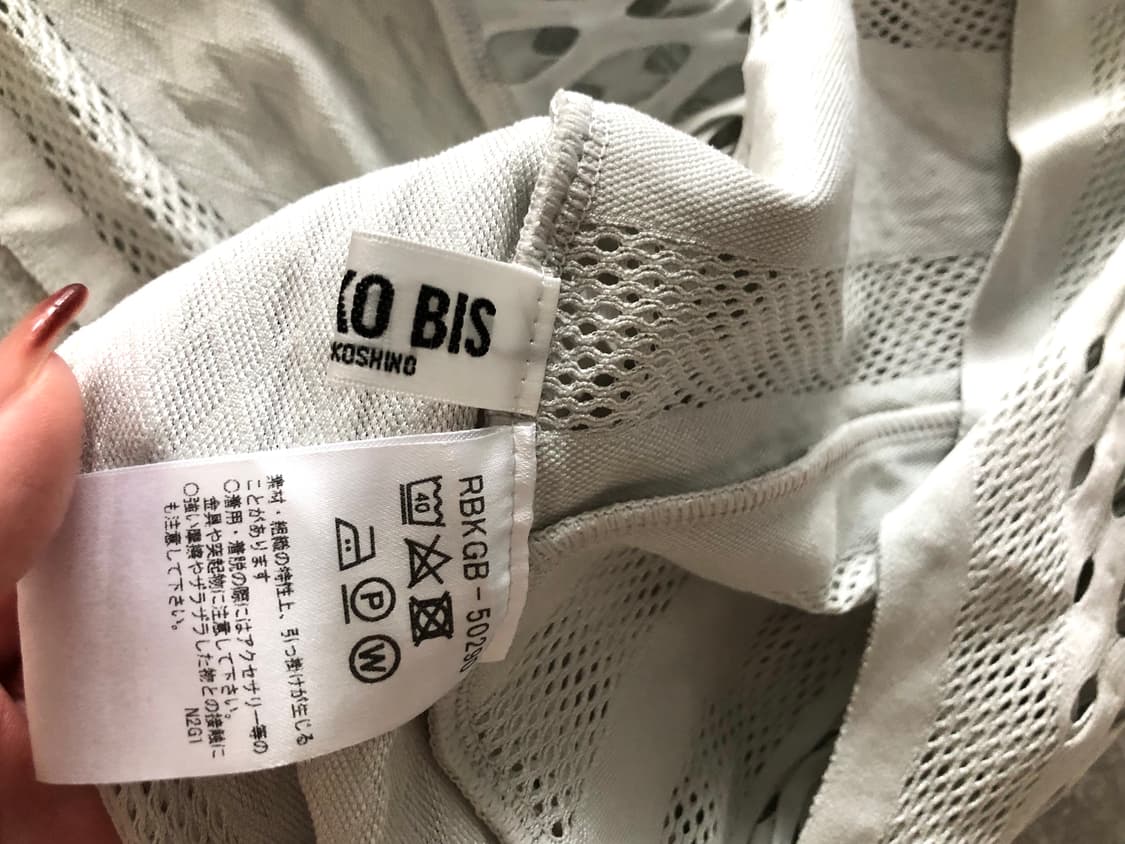 KO BIS
KOSHINO
RBKGB-5029
40
P
W
素材・組織の特性上、引っ掛けが生じる
ことがあります
○着用・着脱の際にはアクセサリー等の
金具や突起物に注意して下さい。
○強い摩擦やザラザラした物との接触に
も注意して下さい。
N2G1